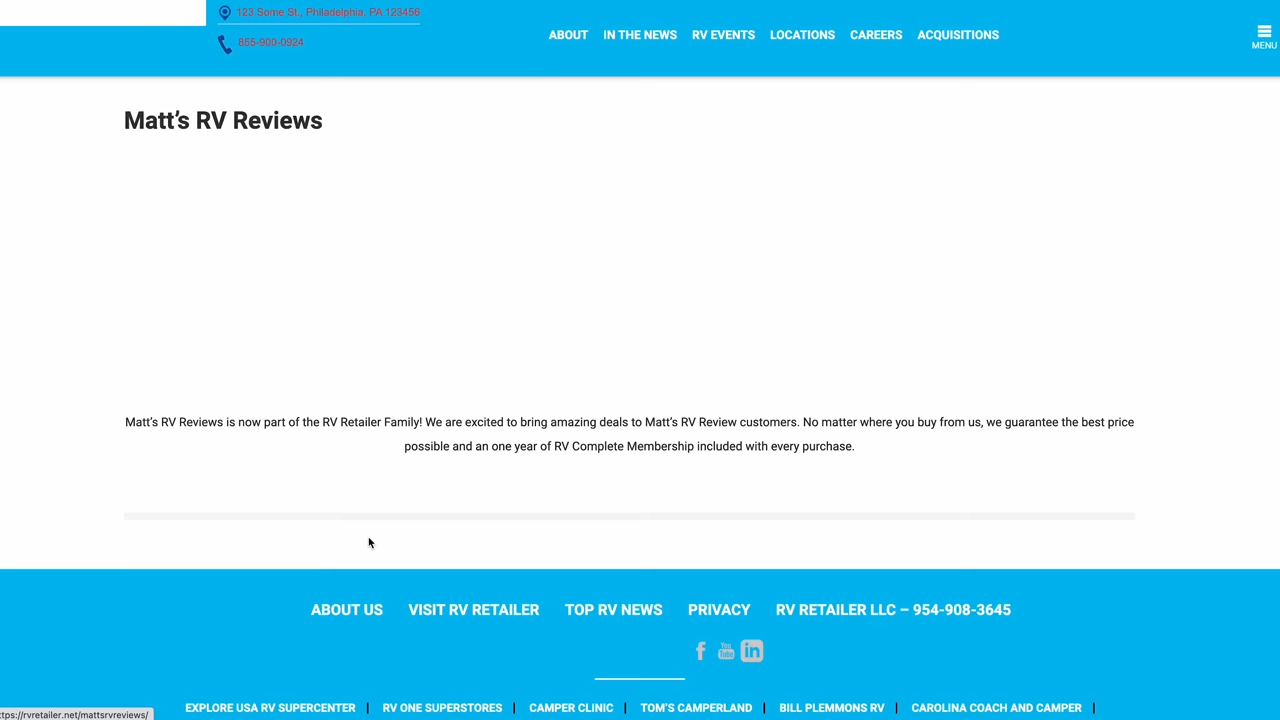 123 Some St., Philadelphia, PA 123456
855-900-0924
ABOUT IN THE NEWS RV EVENTS LOCATIONS CAREERS ACQUISITIONS
MENU
Matt’s RV Reviews
Matt’s RV Reviews is now part of the RV Retailer Family! We are excited to bring amazing deals to Matt’s RV Review customers. No matter where you buy from us, we guarantee the best price
possible and an one year of RV Complete Membership included with every purchase.
ABOUT US VISIT RV RETAILER TOP RV NEWS PRIVACY RV RETAILER LLC – 954-908-3645
f You Tube in
EXPLORE USA RV SUPERCENTER | RV ONE SUPERSTORES | CAMPER CLINIC | TOM’S CAMPERLAND | BILL PLEMMONS RV | CAROLINA COACH AND CAMPER |
ttps://rvretailer.net/mattsrvreviews/